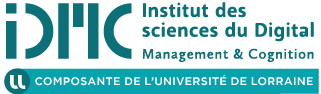 IDMC
Institut des
sciences du Digital
Management & Cognition
COMPOSANTE DE L'UNIVERSITÉ DE LORRAINE